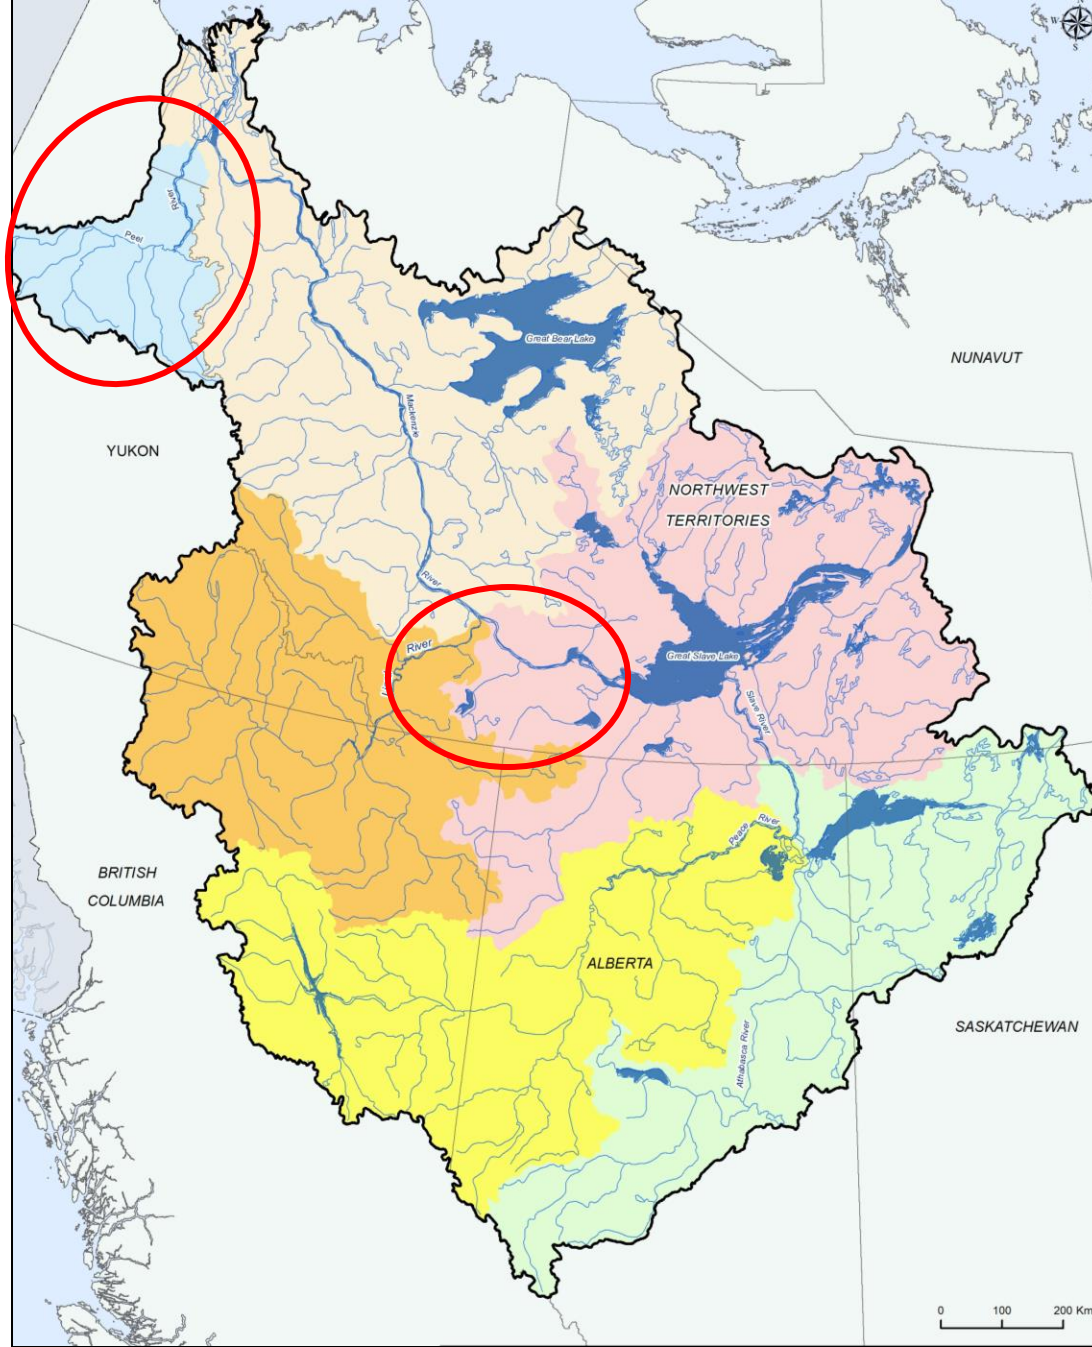 W
S
River
Peel
Great Bear Lake
NUNAVUT
Mackenzie
YUKON
NORTHWEST
TERRITORIES
River
River
Great Slave Lake
Slave River
Peace River
BRITISH
COLUMBIA
ALBERTA
SASKATCHEWAN
Athabasca River
0 100 200 Km